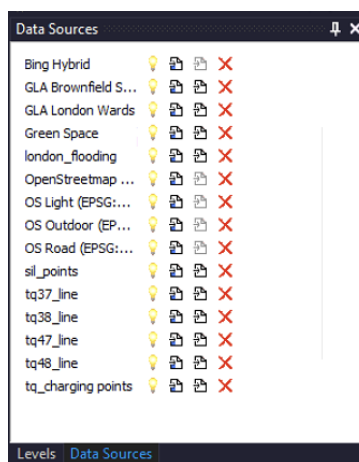 Data Sources
Bing Hybrid
GLA Brownfield S...
GLA London Wards
Green Space
london_flooding
OpenStreetmap ...
OS Light (EPSG:...
OS Outdoor (EP...
OS Road (EPSG:...
sil_points
tq37_line
tq38_line
tq47_line
tq48_line
tq_charging points
Levels Data Sources